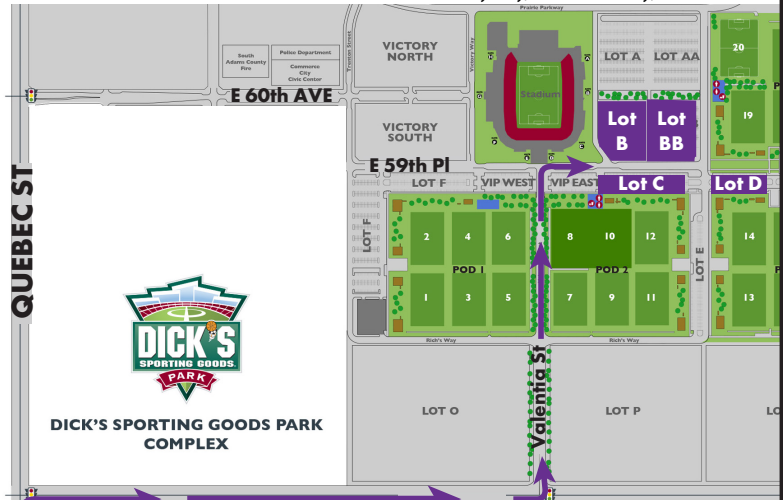 Prairie Parkway
VICTORY
NORTH
Victory Way
Trenton Street
South
Adams County
Fire
Police Department
Commerce
City
Civic Center
LOT A
LOT AA
20
Stadium
E 60th AVE
VICTORY
SOUTH
Lot
B
Lot
BB
19
E 59th Pl
LOT F
VIP WEST
VIP EAST
Lot C
Lot D
QUEBEC ST
LOT F
2
4
6
8
10
12
LOT E
14
POD 1
POD 2
P
1
3
5
7
9
11
13
DICK'S
SPORTING GOODS
PARK
Rich's Way
Rich's Way
Valentia St
LOT O
LOT P
LO
DICK'S SPORTING GOODS PARK
COMPLEX